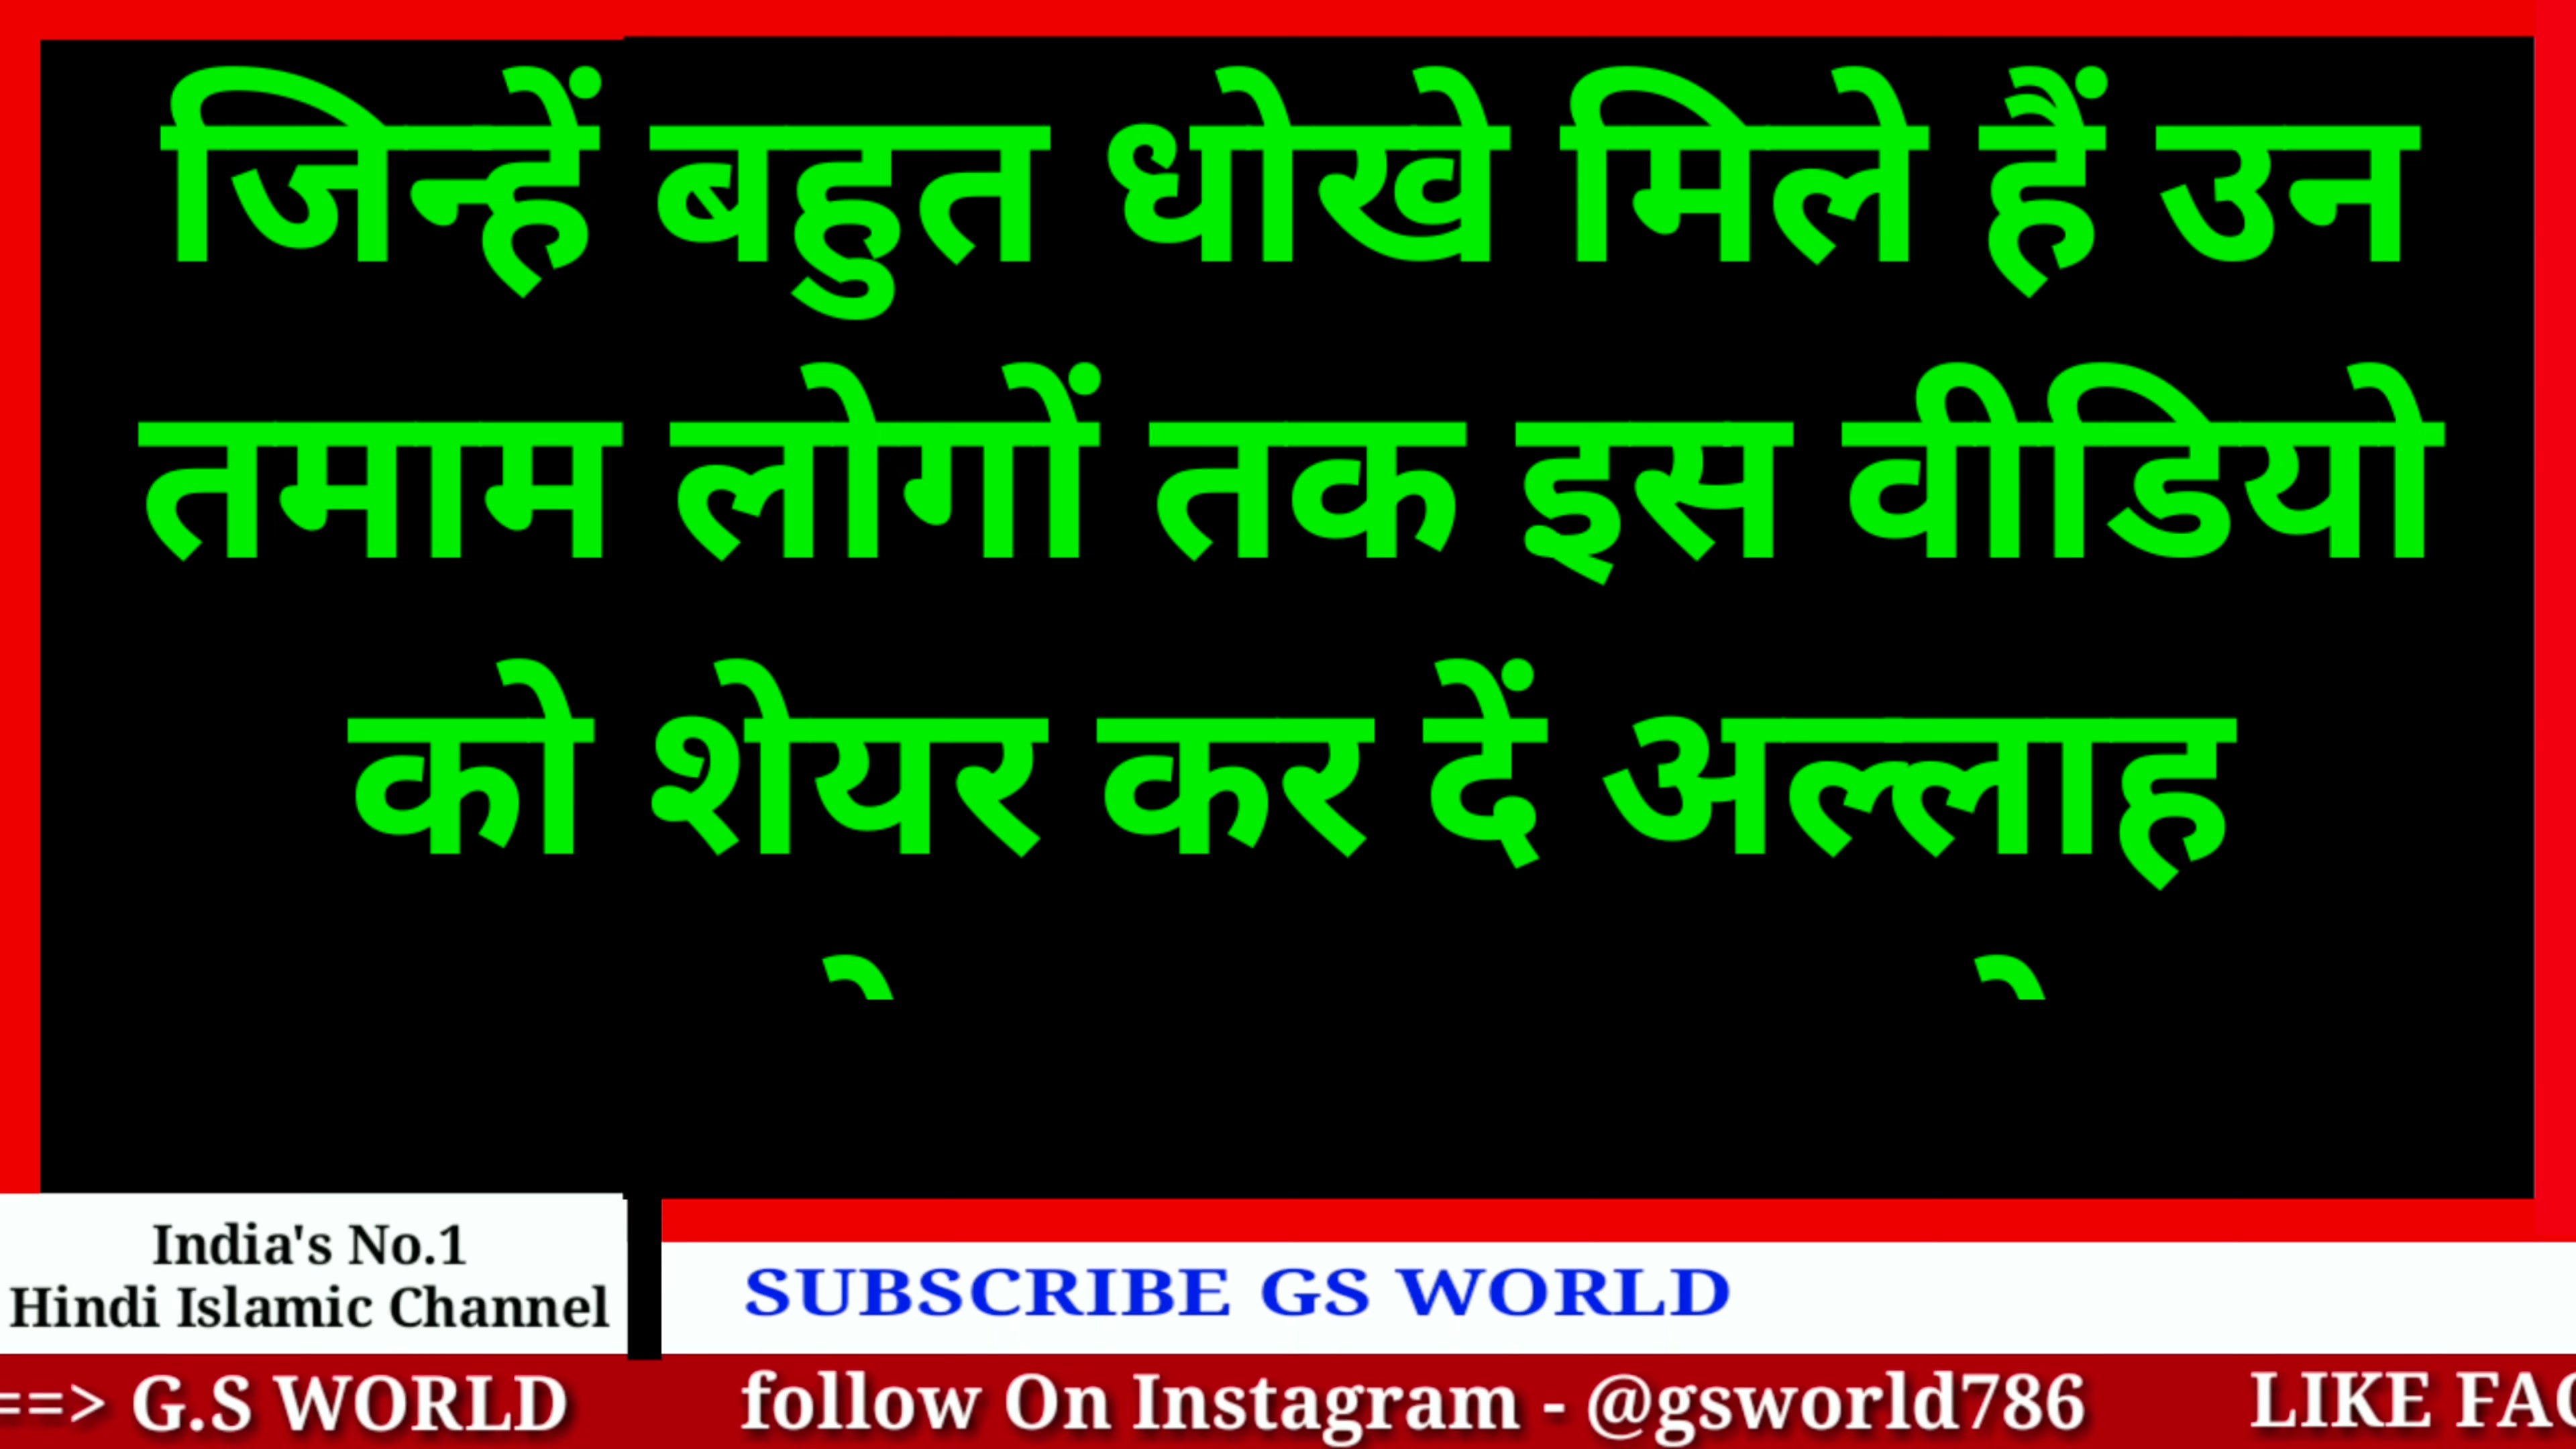 जिन्हें बहुत धोखे मिले हैं उन
तमाम लोगों तक इस वीडियो
को शेयर कर दें अल्लाह
India's No.1
Hindi Islamic Channel
SUBSCRIBE GS WORLD
==> G.S WORLD follow On Instagram - @gsworld786 LIKE